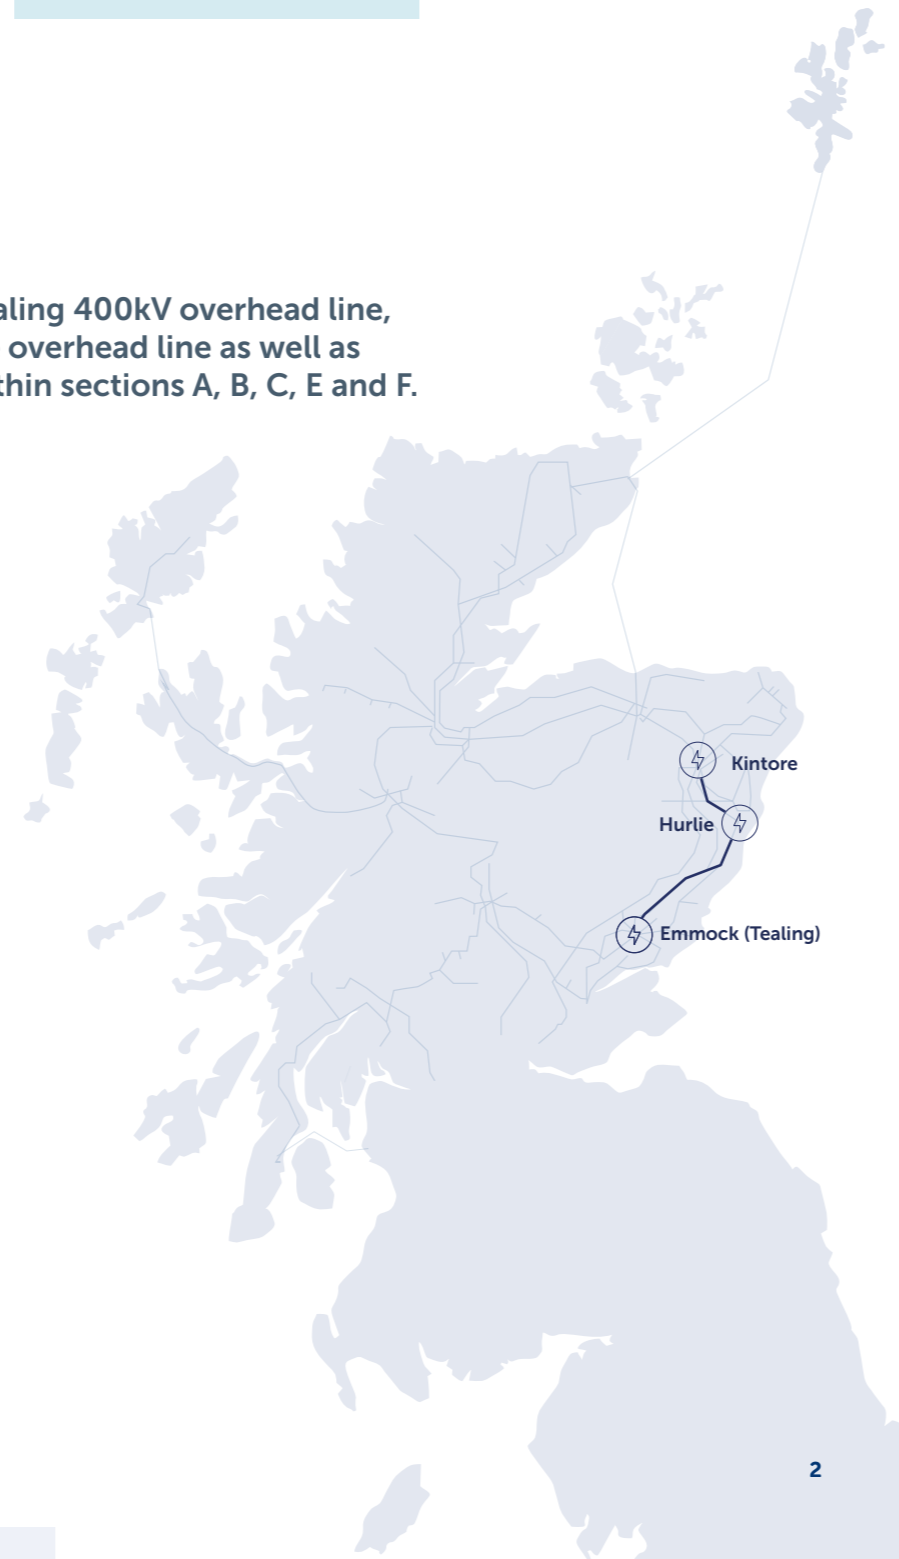 aling 400kV overhead line,
overhead line as well as
thin sections A, B, C, E and F.
Kintore
Hurlie
Emmock (Tealing)
2